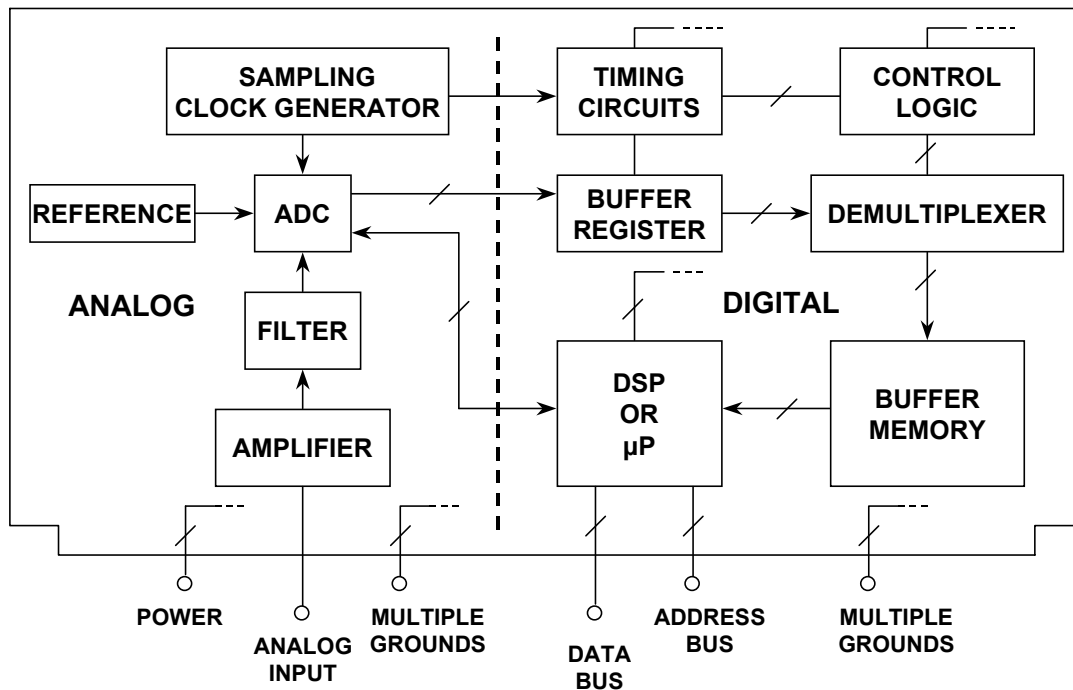 SAMPLING
CLOCK GENERATOR
TIMING
CIRCUITS
CONTROL
LOGIC
REFERENCE
ADC
BUFFER
REGISTER
DEMULTIPLEXER
ANALOG
FILTER
DIGITAL
AMPLIFIER
DSP
OR
µP
BUFFER
MEMORY
POWER
ANALOG
INPUT
MULTIPLE
GROUNDS
DATA
BUS
ADDRESS
BUS
MULTIPLE
GROUNDS